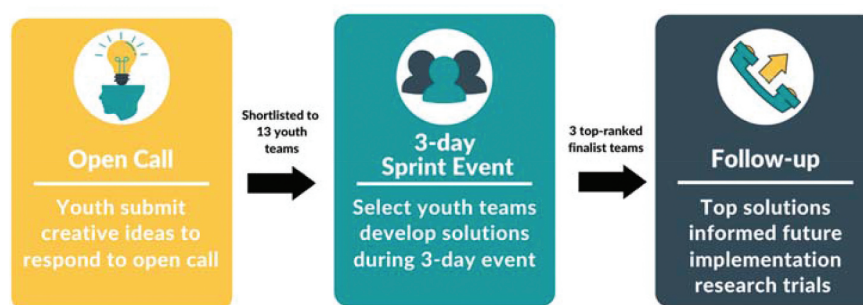 Open Call
Youth submit
creative ideas to
respond to open call
Shortlisted to
13 youth
teams
3-day
Sprint Event
Select youth teams
develop solutions
during 3-day event
3 top-ranked
finalist teams
Follow-up
Top solutions
informed future
implementation
research trials